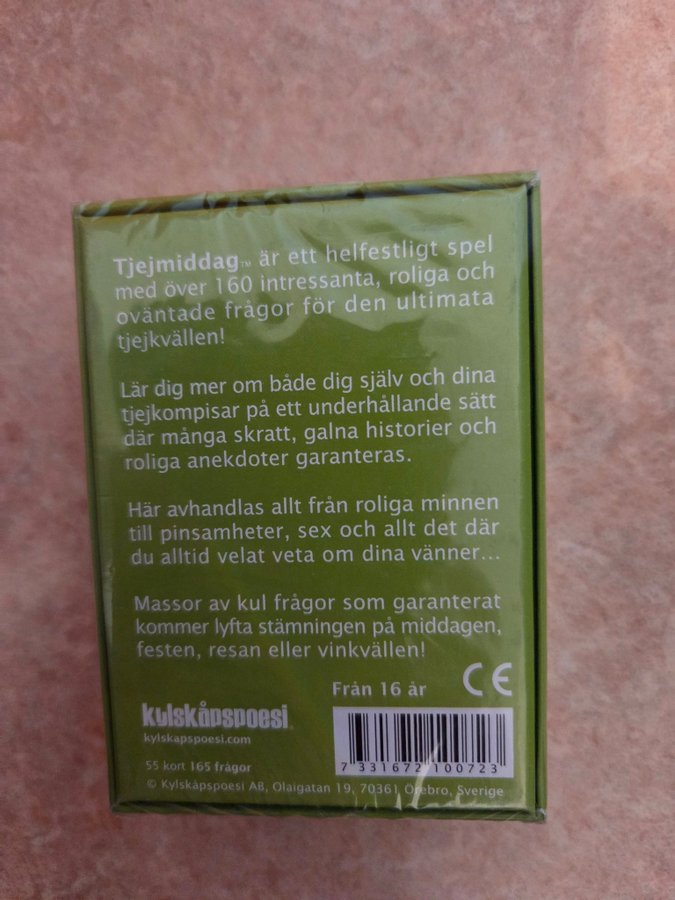 Tjejmiddag™ är ett helfestligt spel
med över 160 intressanta, roliga och
oväntade frågor för den ultimata
tjejkvällen!
Lär dig mer om både dig själv och dina
tjejkompisar på ett underhållande sätt
där många skratt, galna historier och
roliga anekdoter garanteras.
Här avhandlas allt från roliga minnen
till pinsamheter, sex och allt det där
du alltid velat veta om dina vänner...
Massor av kul frågor som garanterat
kommer lyfta stämningen på middagen,
festen, resan eller vinkvällen!
Från 16 år
CE
kylskåpspoesi
kylskapspoesi.com
55 kort 165 frågor
7 331672 100723
© Kylskåpspoesi AB, Olaigatan 19, 70361 Örebro, Sverige